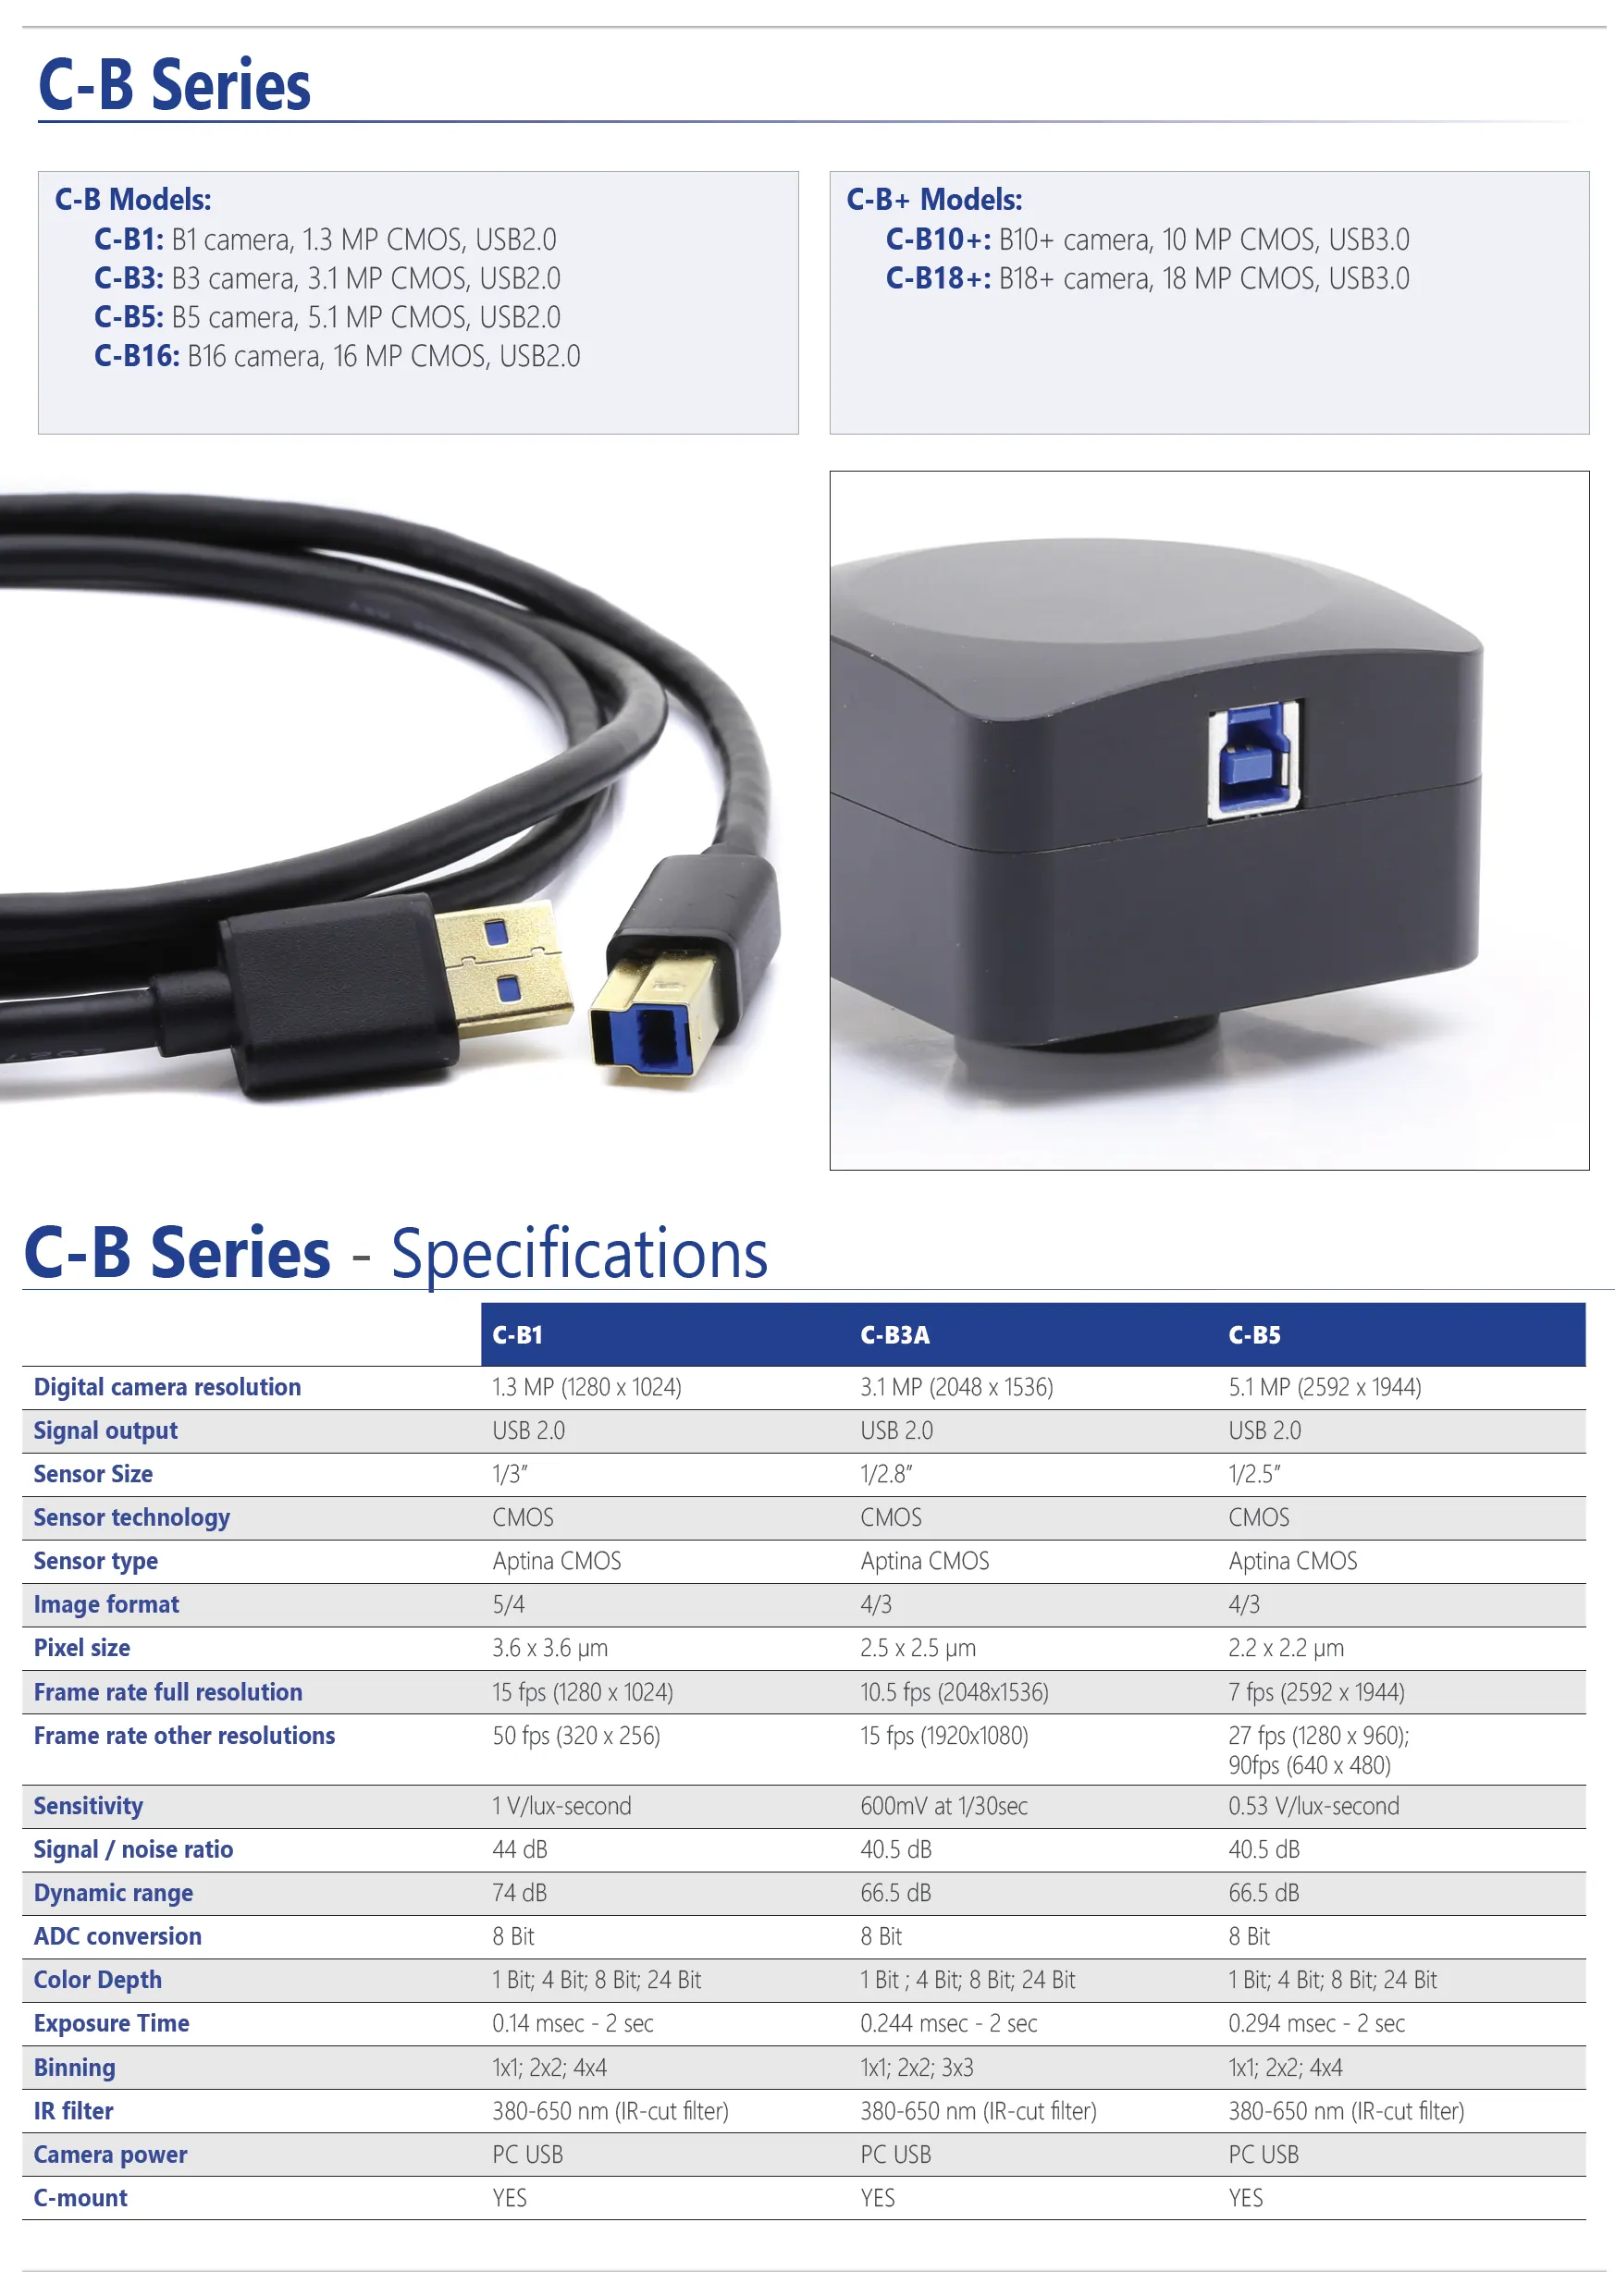 C-B Series
C-B Models:
C-B1: B1 camera, 1.3 MP CMOS, USB2.0
C-B3: B3 camera, 3.1 MP CMOS, USB2.0
C-B5: B5 camera, 5.1 MP CMOS, USB2.0
C-B16: B16 camera, 16 MP CMOS, USB2.0
C-B+ Models:
C-B10+: B10+ camera, 10 MP CMOS, USB3.0
C-B18+: B18+ camera, 18 MP CMOS, USB3.0
C-B Series - Specifications
C-B1 C-B3A C-B5
Digital camera resolution 1.3 MP (1280 x 1024) 3.1 MP (2048 x 1536) 5.1 MP (2592 x 1944)
Signal output USB 2.0 USB 2.0 USB 2.0
Sensor Size 1/3″ 1/2.8″ 1/2.5″
Sensor technology CMOS CMOS CMOS
Sensor type Aptina CMOS Aptina CMOS Aptina CMOS
Image format 5/4 4/3 4/3
Pixel size 3.6 x 3.6 μm 2.5 x 2.5 μm 2.2 x 2.2 μm
Frame rate full resolution 15 fps (1280 x 1024) 10.5 fps (2048x1536) 7 fps (2592 x 1944)
Frame rate other resolutions 50 fps (320 x 256) 15 fps (1920x1080) 27 fps (1280 x 960);
90fps (640 x 480)
Sensitivity 1 V/lux-second 600mV at 1/30sec 0.53 V/lux-second
Signal / noise ratio 44 dB 40.5 dB 40.5 dB
Dynamic range 74 dB 66.5 dB 66.5 dB
ADC conversion 8 Bit 8 Bit 8 Bit
Color Depth 1 Bit; 4 Bit; 8 Bit; 24 Bit 1 Bit ; 4 Bit; 8 Bit; 24 Bit 1 Bit; 4 Bit; 8 Bit; 24 Bit
Exposure Time 0.14 msec - 2 sec 0.244 msec - 2 sec 0.294 msec - 2 sec
Binning 1x1; 2x2; 4x4 1x1; 2x2; 3x3 1x1; 2x2; 4x4
IR filter 380-650 nm (IR-cut filter) 380-650 nm (IR-cut filter) 380-650 nm (IR-cut filter)
Camera power PC USB PC USB PC USB
C-mount YES YES YES